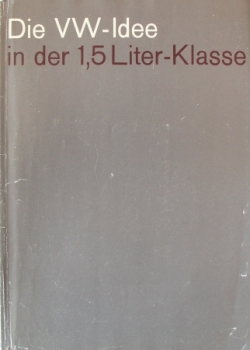 Die VW-Idee
in der 1,5 Liter-Klasse